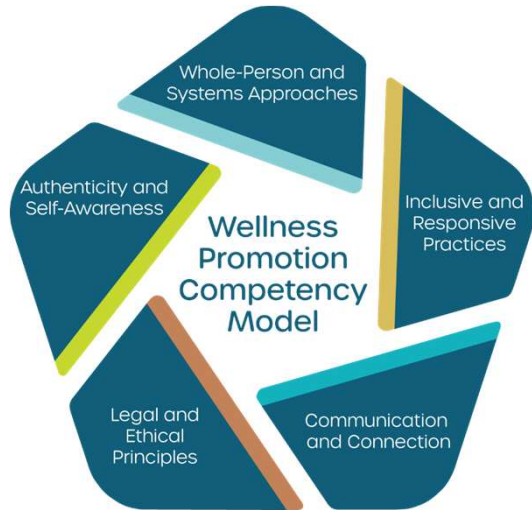 Whole-Person and
Systems Approaches
Inclusive and
Responsive
Practices
Communication
and Connection
Legal and
Ethical
Principles
Authenticity and
Self-Awareness
Wellness
Promotion
Competency
Model